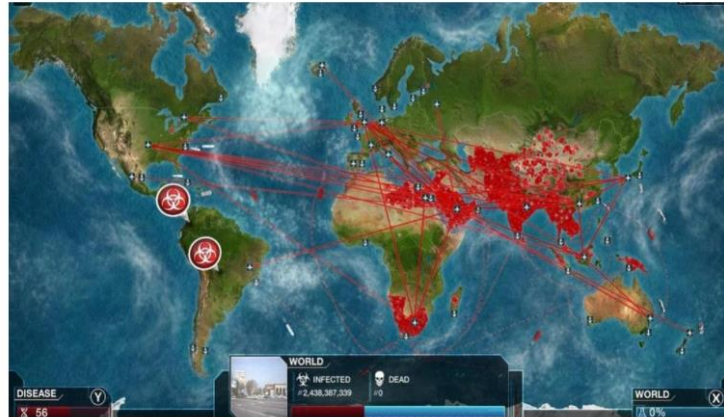 WORLD
INFECTED
DEAD
#2,438,387,339
#0
DISEASE Y
56
WORLD X
0%